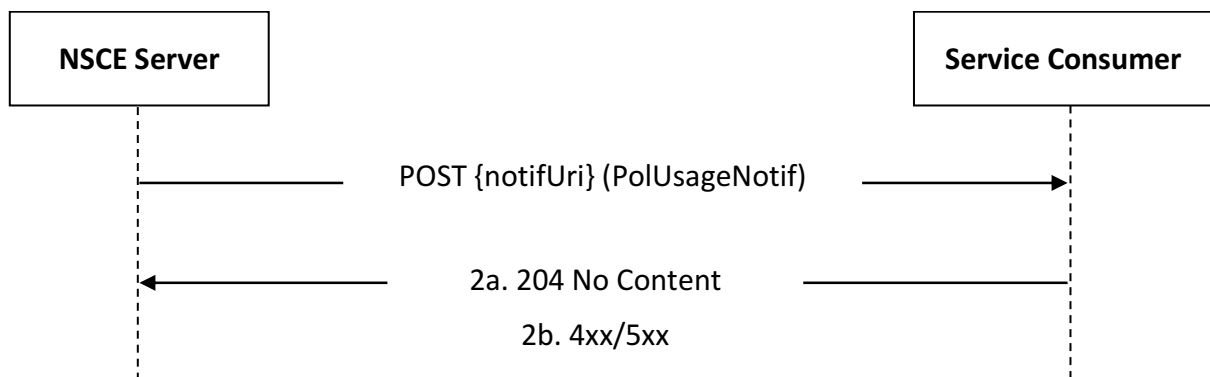 NSCE Server
Service Consumer
POST {notifUri} (PolUsageNotif)
2a. 204 No Content
2b. 4xx/5xx